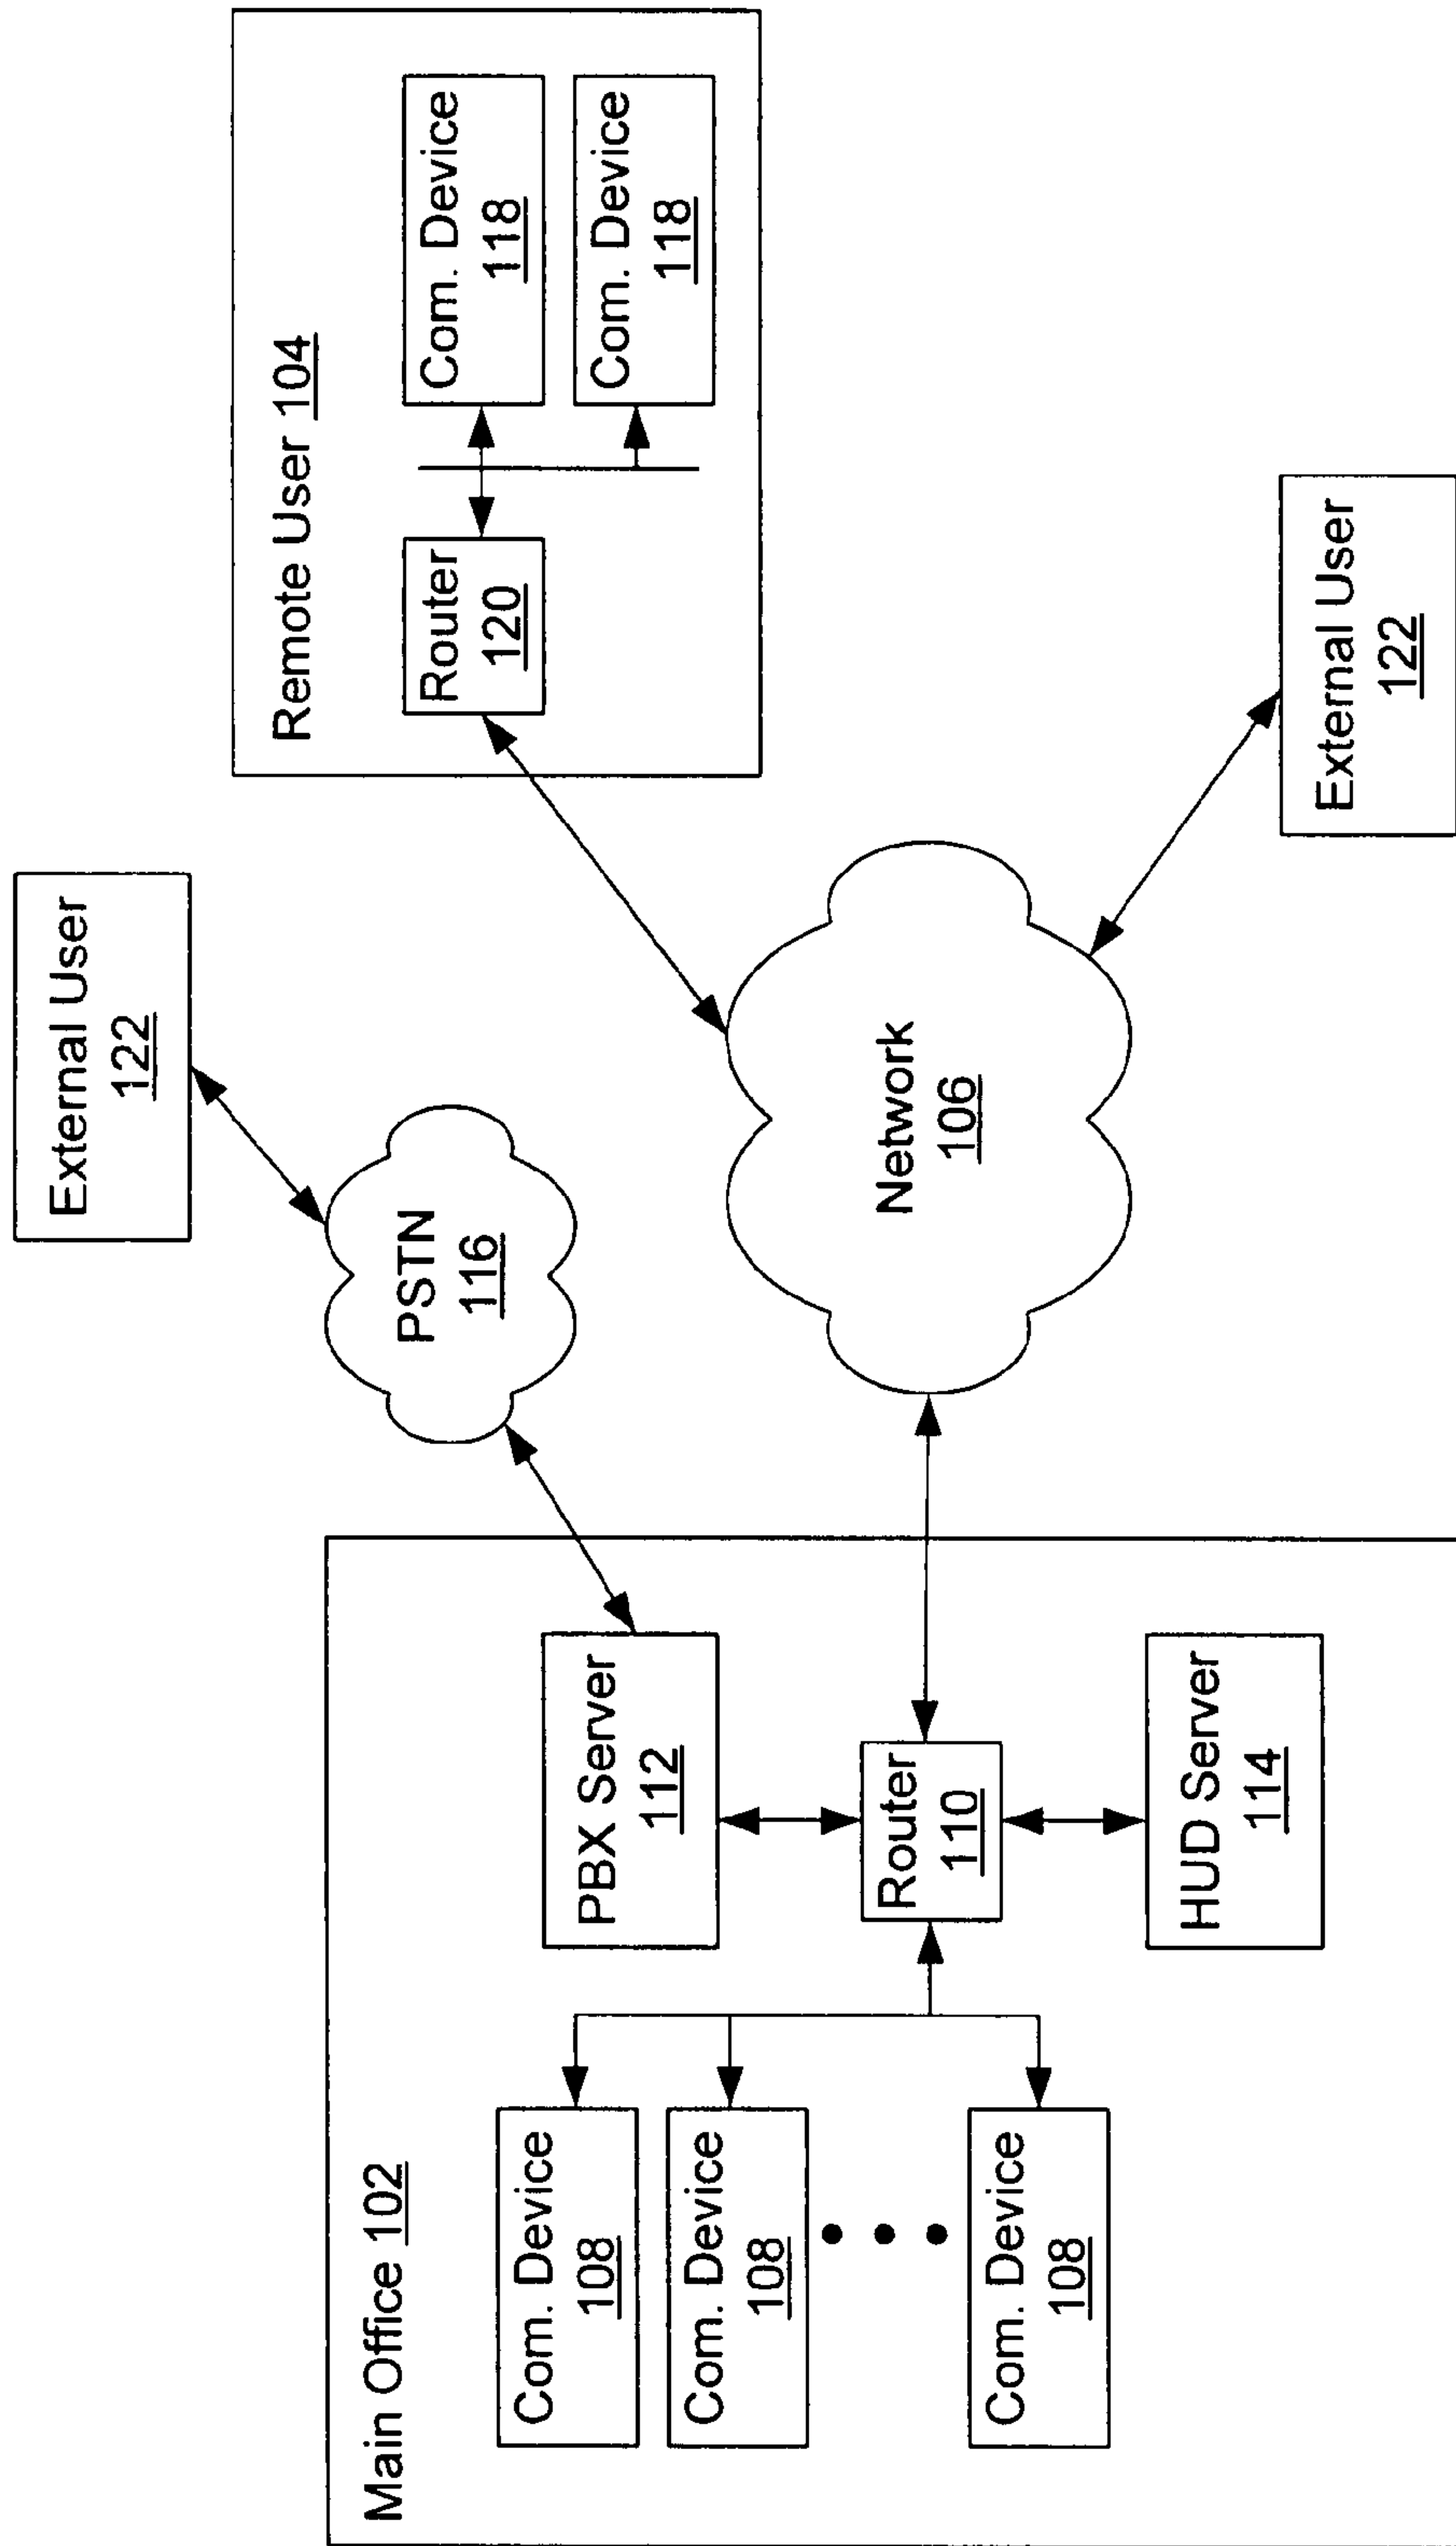 Main Office 102
Com. Device
108
Com. Device
108
Com. Device
108
PBX Server
112
Router
110
HUD Server
114
PSTN
116
External User
122
Network
106
Remote User 104
Router
120
Com. Device
118
Com. Device
118
External User
122